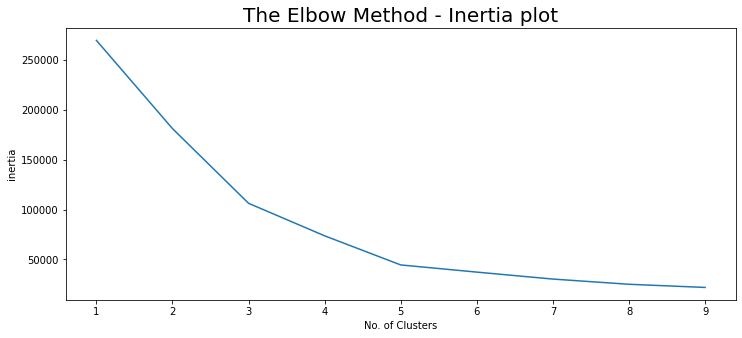 The Elbow Method - Inertia plot
250000
200000
150000
100000
50000
inertia
1 2 3 4 5 6 7 8 9
No. of Clusters